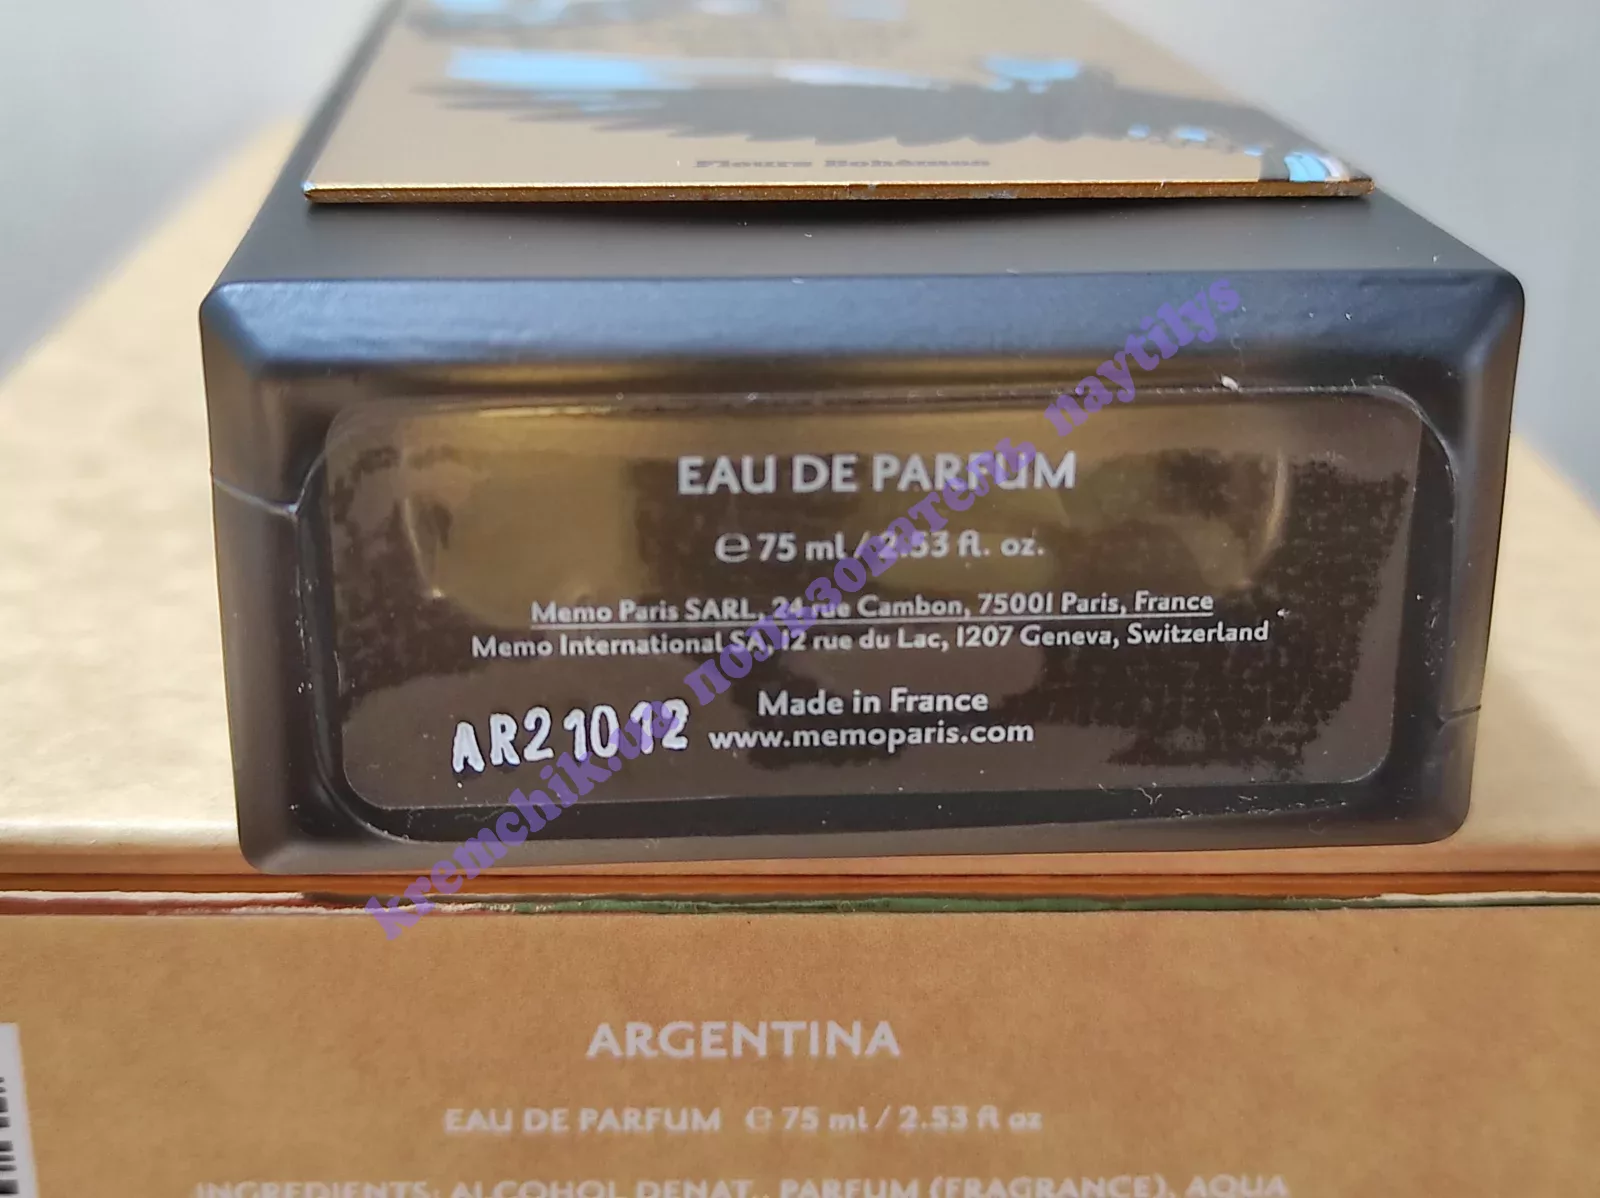 Fleurs Bohèmes
EAU DE PARFUM
℮ 75 ml / 2.53 fl. oz.
Memo Paris SARL, 24 rue Cambon, 75001 Paris, France
Memo International SA, 12 rue du Lac, 1207 Geneva, Switzerland
Made in France
AR21012 www.memoparis.com
kremchik.ua пользователь naytilys
ARGENTINA
EAU DE PARFUM ℮ 75 ml / 2.53 fl oz
INGREDIENTS: ALCOHOL DENAT., PARFUM (FRAGRANCE), AQUA